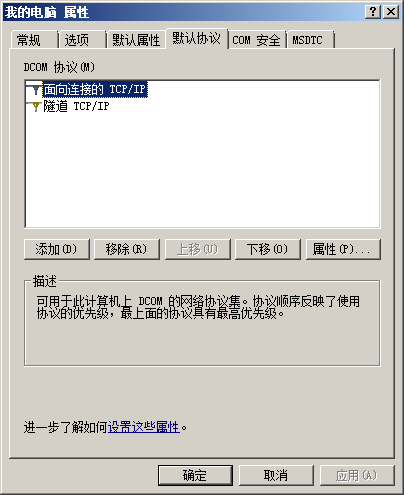 我的电脑 属性
常规 选项 默认属性 默认协议 COM 安全 MSDTC
DCOM 协议(M)
面向连接的 TCP/IP
隧道 TCP/IP
添加(D) 移除(R) 上移(U) 下移(O) 属性(P)...
描述
可用于此计算机上 DCOM 的网络协议集。协议顺序反映了使用
协议的优先级，最上面的协议具有最高优先级。
进一步了解如何设置这些属性。
确定 取消 应用(A)